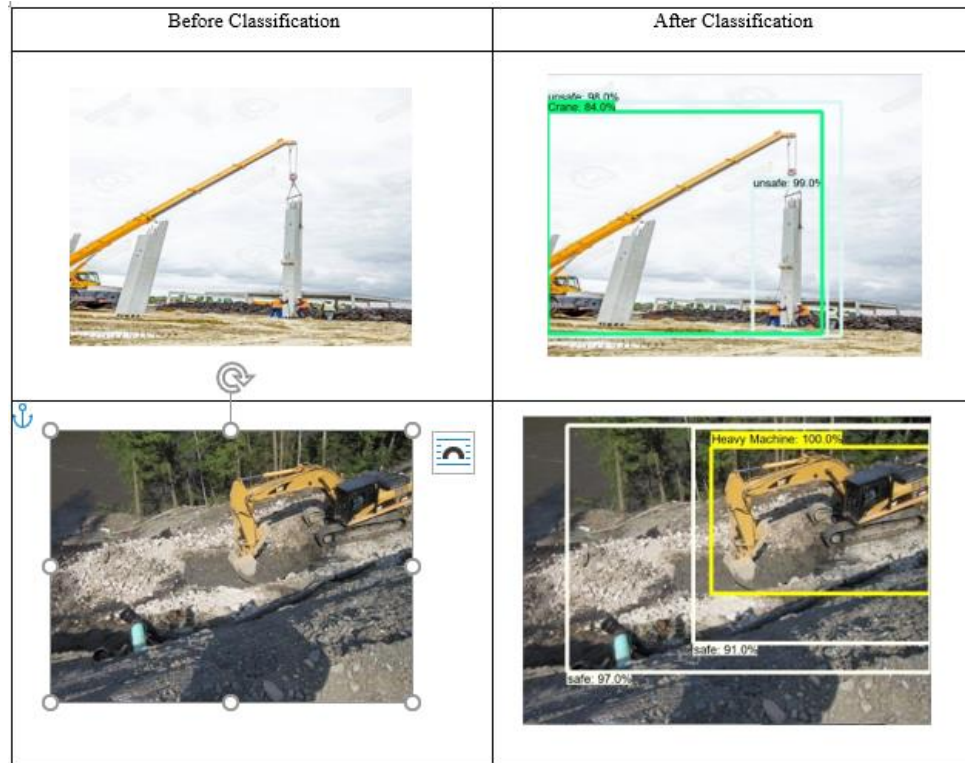 Before Classification
After Classification
unsafe: 98.0%
Crane: 84.0%
unsafe: 99.0%
Heavy Machine: 100.0%
safe: 91.0%
safe: 97.0%